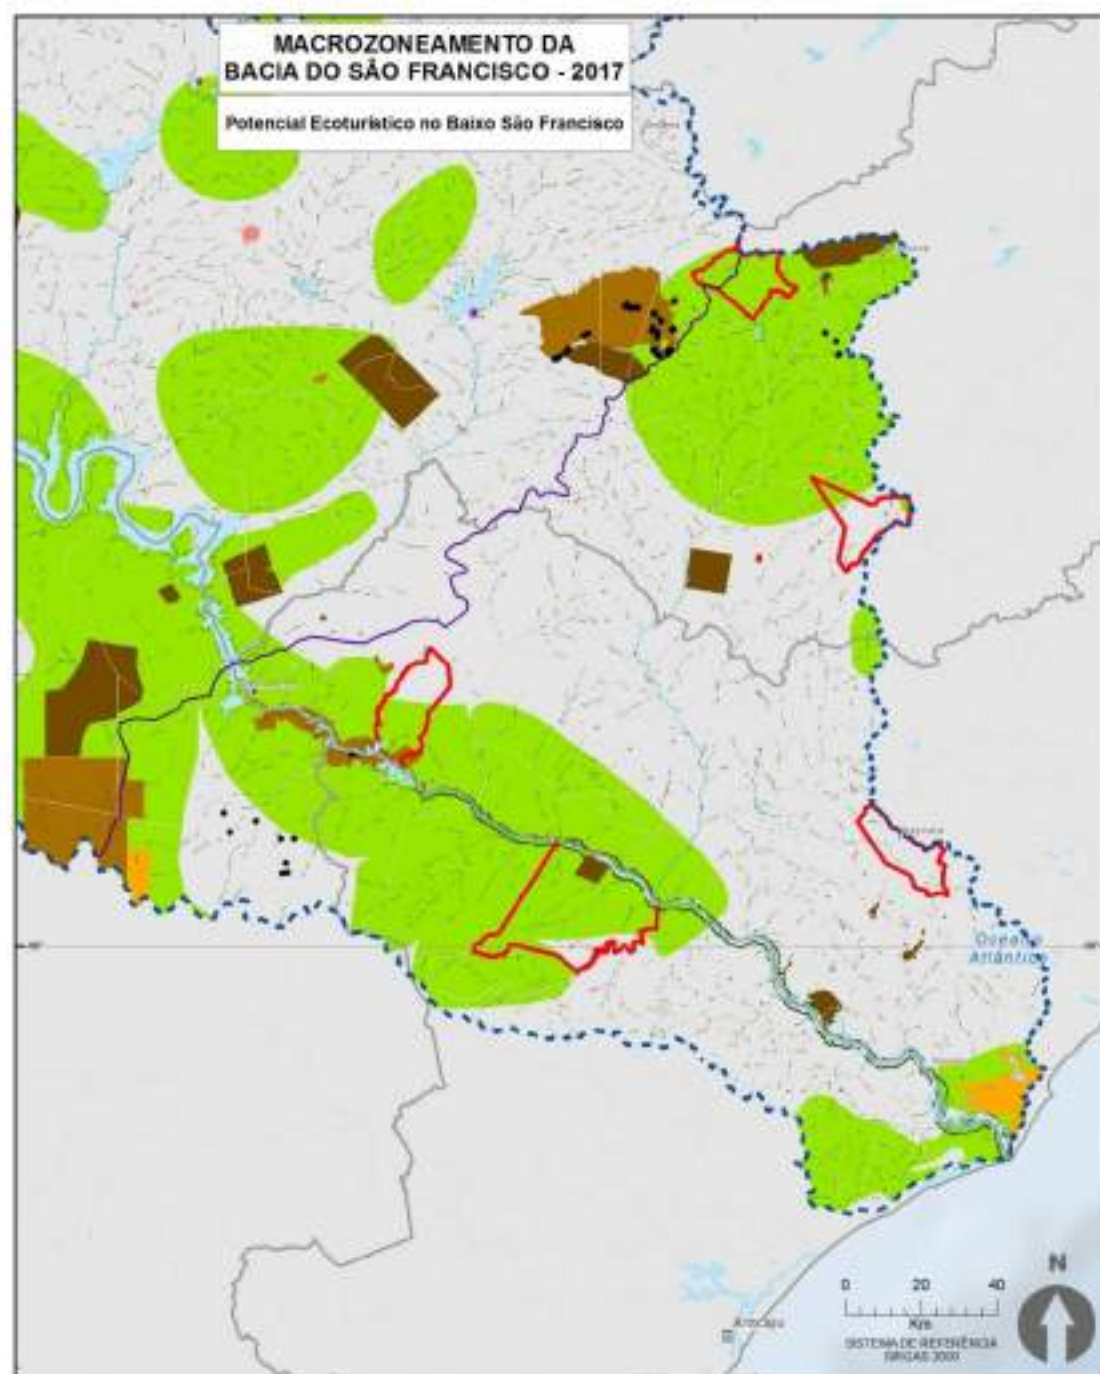 MACROZONEAMENTO DA
BACIA DO SÃO FRANCISCO - 2017
Potencial Ecoturístico no Baixo São Francisco
Oceano
Atlântico
N
0 20 40
Km
Aracaju
SISTEMA DE REFERÊNCIA
SIRGAS 2000